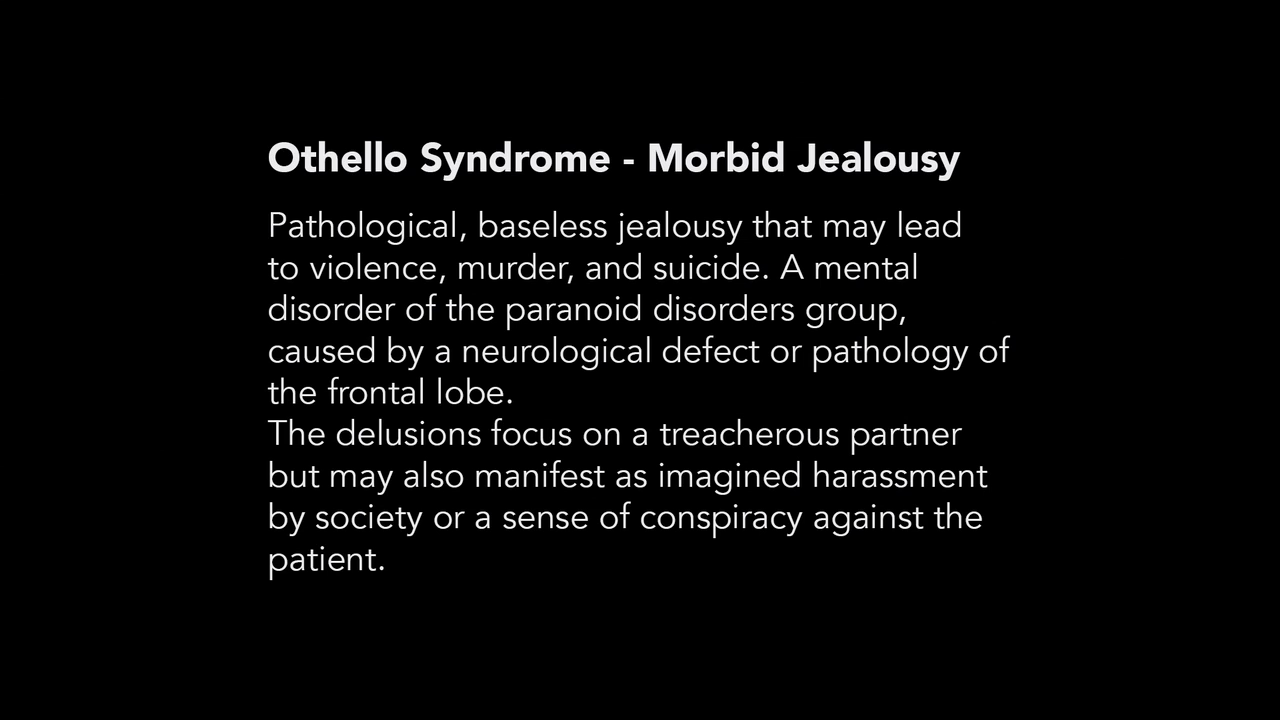 Othello Syndrome - Morbid Jealousy
Pathological, baseless jealousy that may lead
to violence, murder, and suicide. A mental
disorder of the paranoid disorders group,
caused by a neurological defect or pathology of
the frontal lobe.
The delusions focus on a treacherous partner
but may also manifest as imagined harassment
by society or a sense of conspiracy against the
patient.